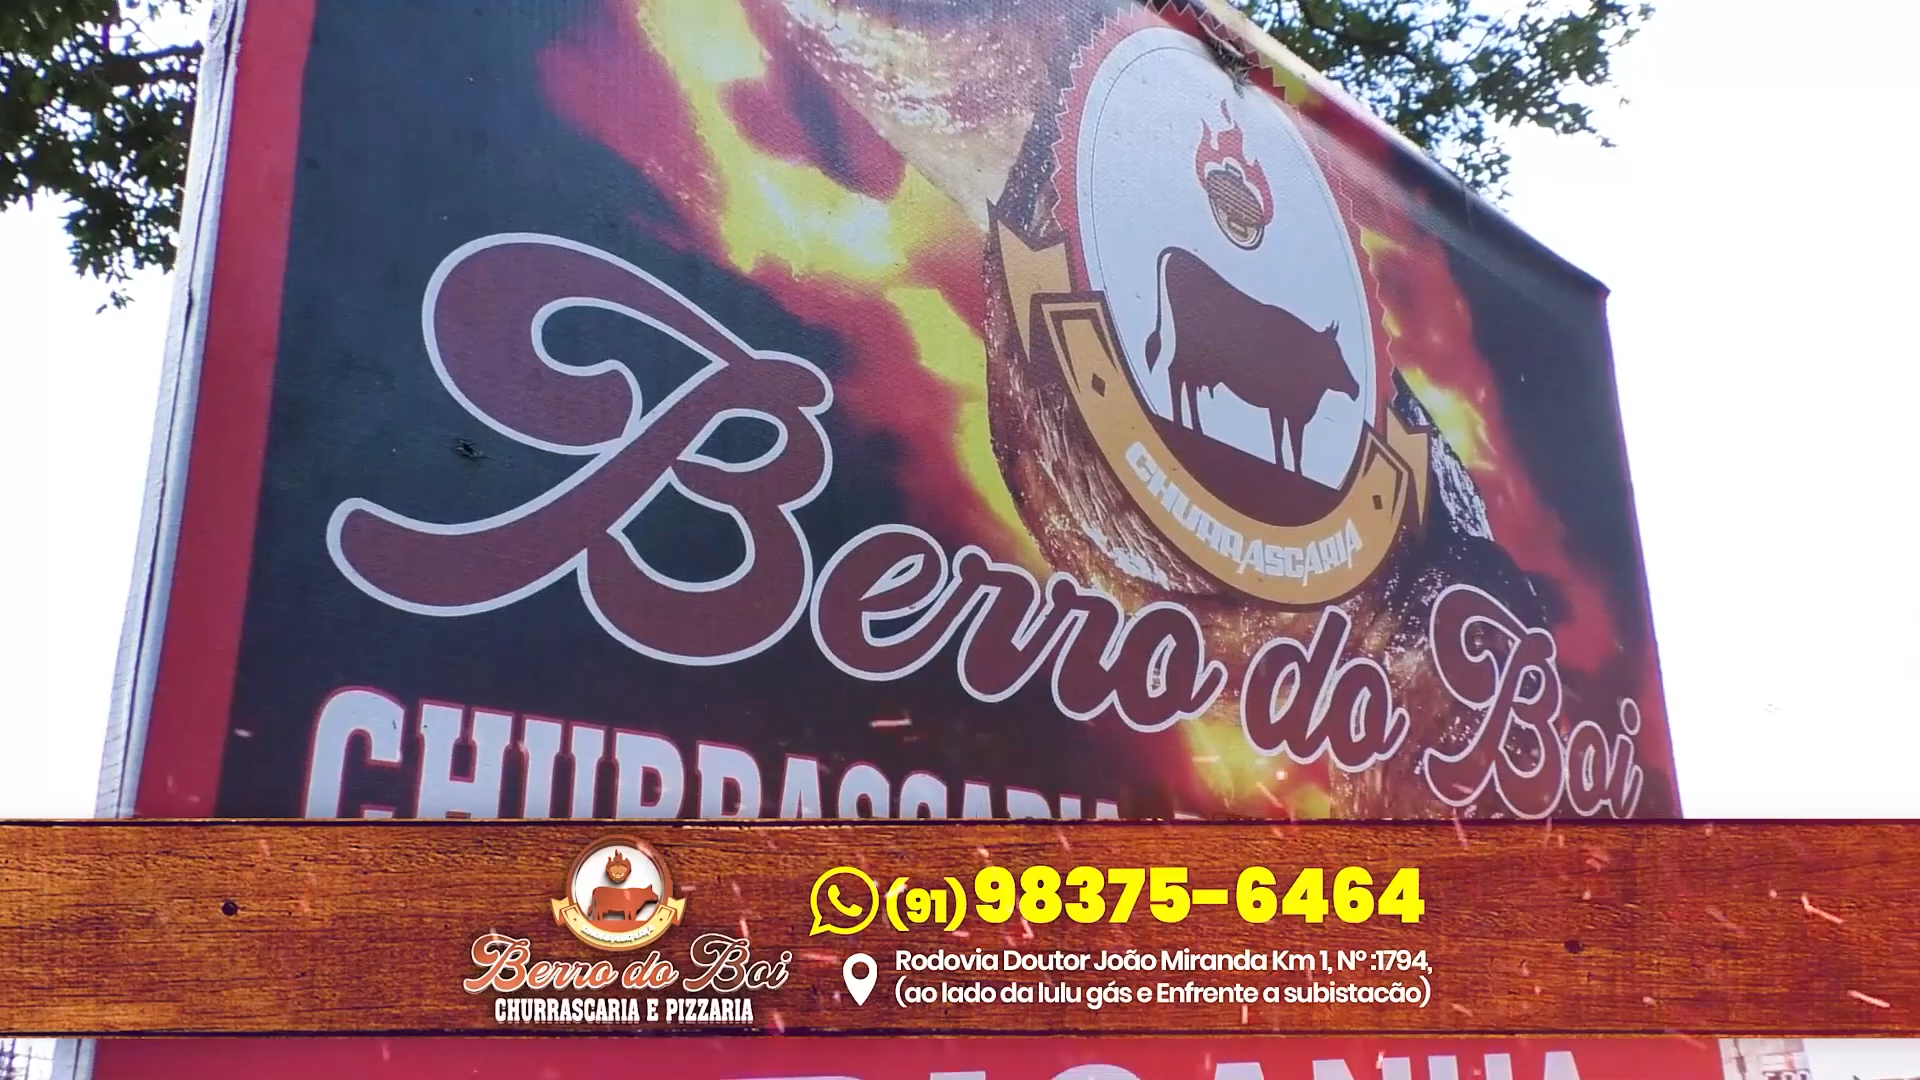 CHURRASCARIA
Berro do Boi
CHURRASCARIA
Berro do Boi
CHURRASCARIA E PIZZARIA
(91) 98375-6464
Rodovia Doutor João Miranda Km 1, Nº :1794,
(ao lado da lulu gás e Enfrente a subistacão)